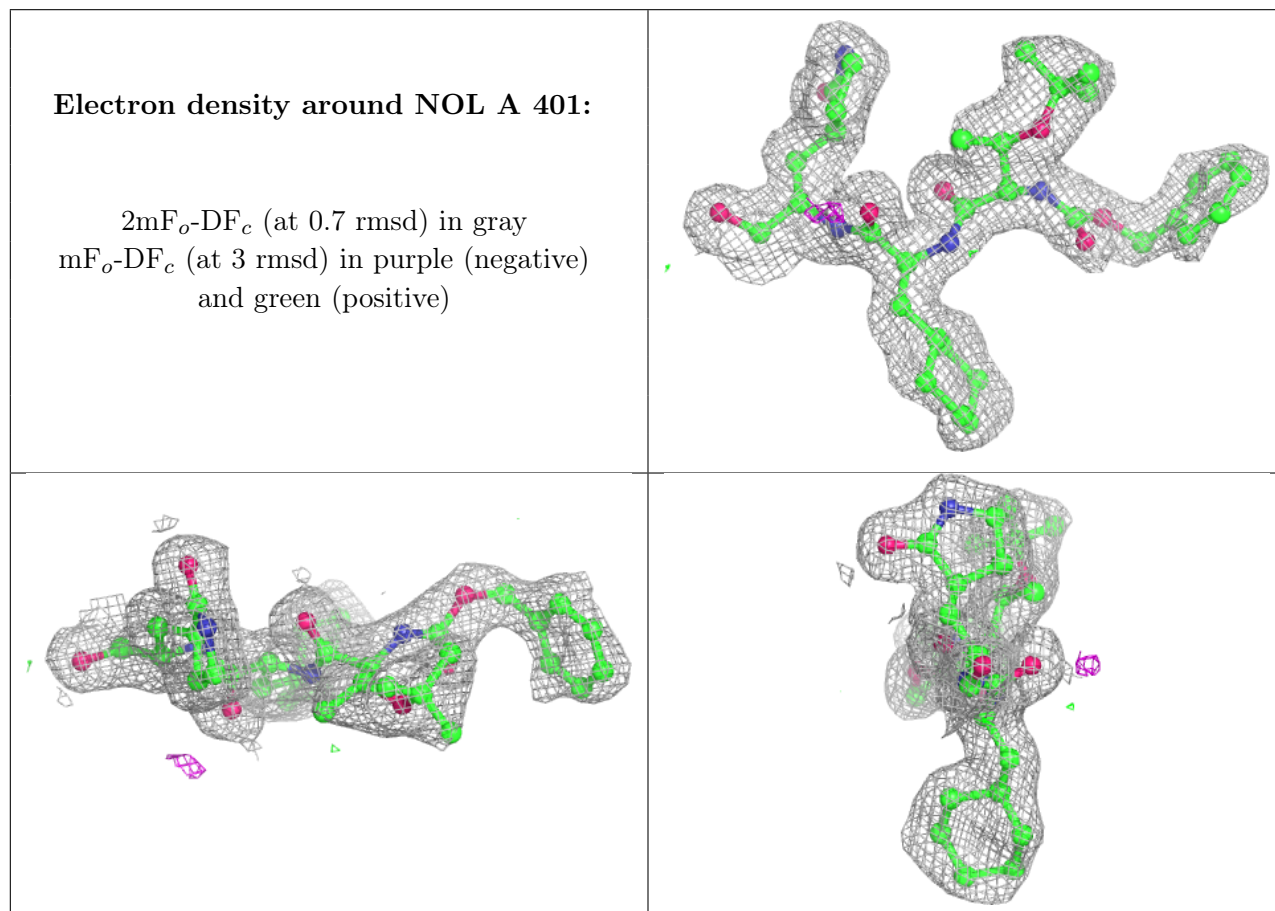 Electron density around NOL A 401:
2mFₒ-DF𝒸 (at 0.7 rmsd) in gray
mFₒ-DF𝒸 (at 3 rmsd) in purple (negative)
and green (positive)